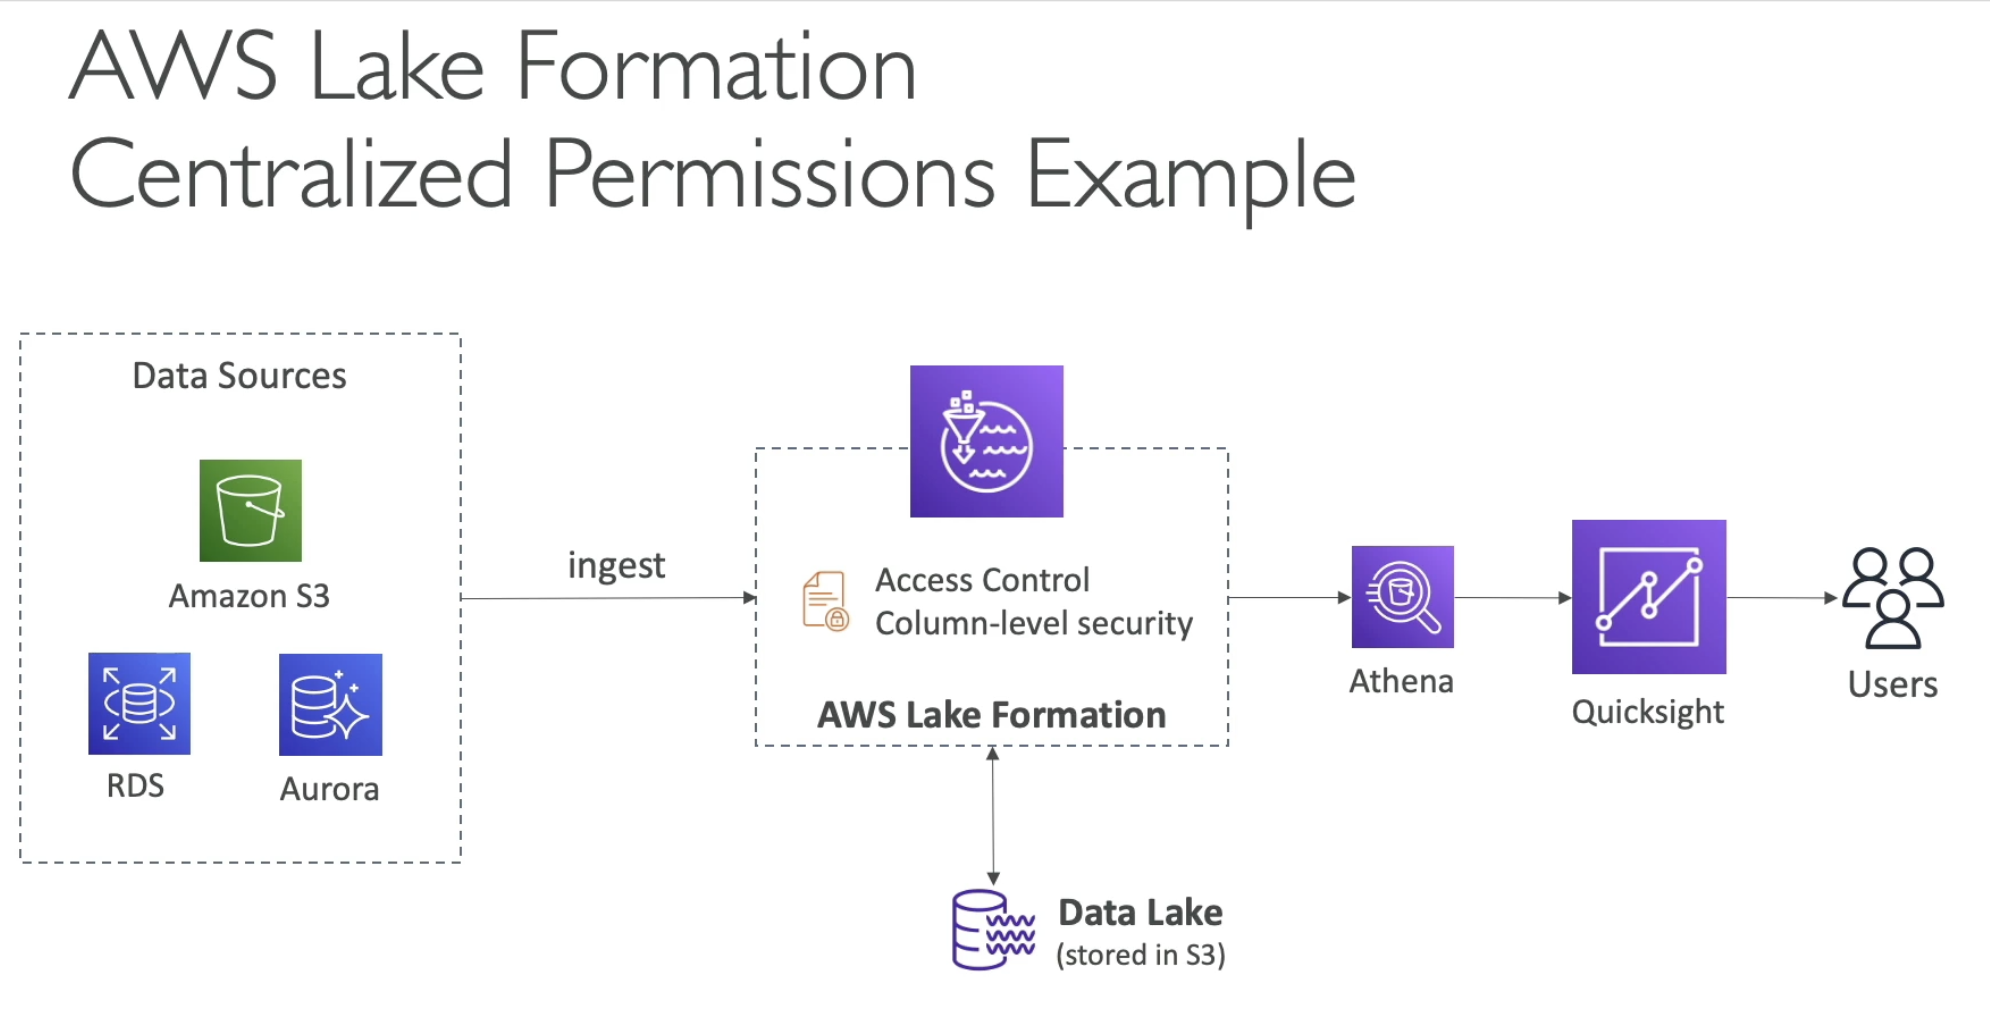 AWS Lake Formation
Centralized Permissions Example
Data Sources
Amazon S3
RDS
Aurora
ingest
Access Control
Column-level security
AWS Lake Formation
Data Lake
(stored in S3)
Athena
Quicksight
Users